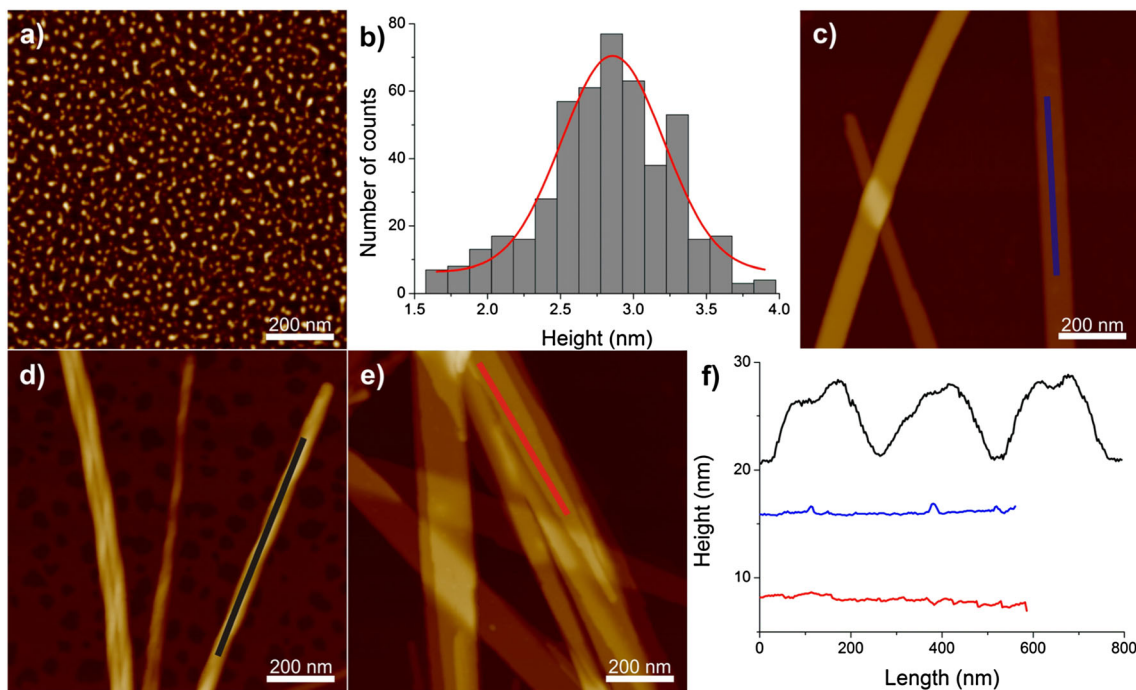 a)
200 nm
b)
Number of counts
80
60
40
20
0
1.5 2.0 2.5 3.0 3.5 4.0
Height (nm)
c)
200 nm
d)
200 nm
e)
200 nm
f)
Height (nm)
30
20
10
0 200 400 600 800
Length (nm)